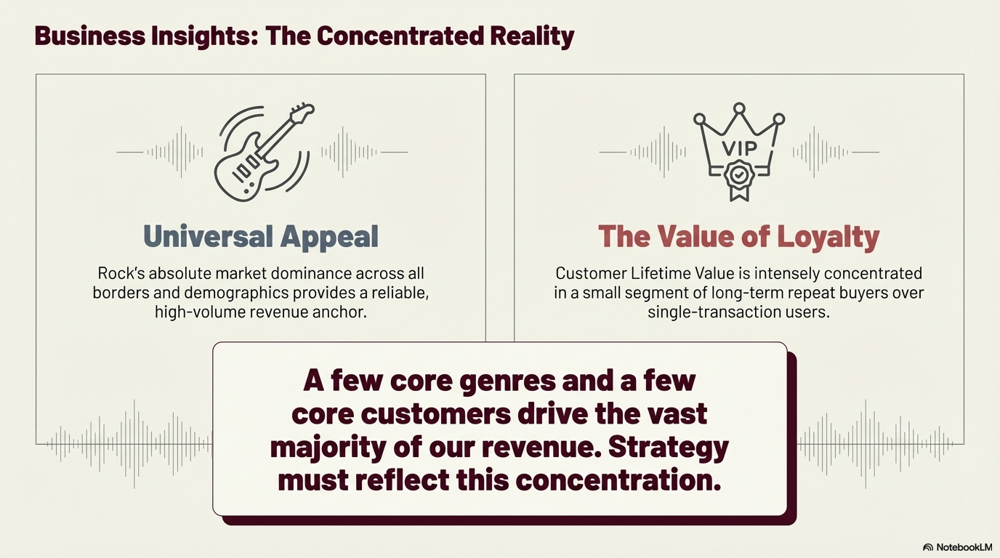 Business Insights: The Concentrated Reality
VIP
Universal Appeal
Rock’s absolute market dominance across all
borders and demographics provides a reliable,
high-volume revenue anchor.
The Value of Loyalty
Customer Lifetime Value is intensely concentrated
in a small segment of long-term repeat buyers over
single-transaction users.
A few core genres and a few
core customers drive the vast
majority of our revenue. Strategy
must reflect this concentration.
NotebookLM